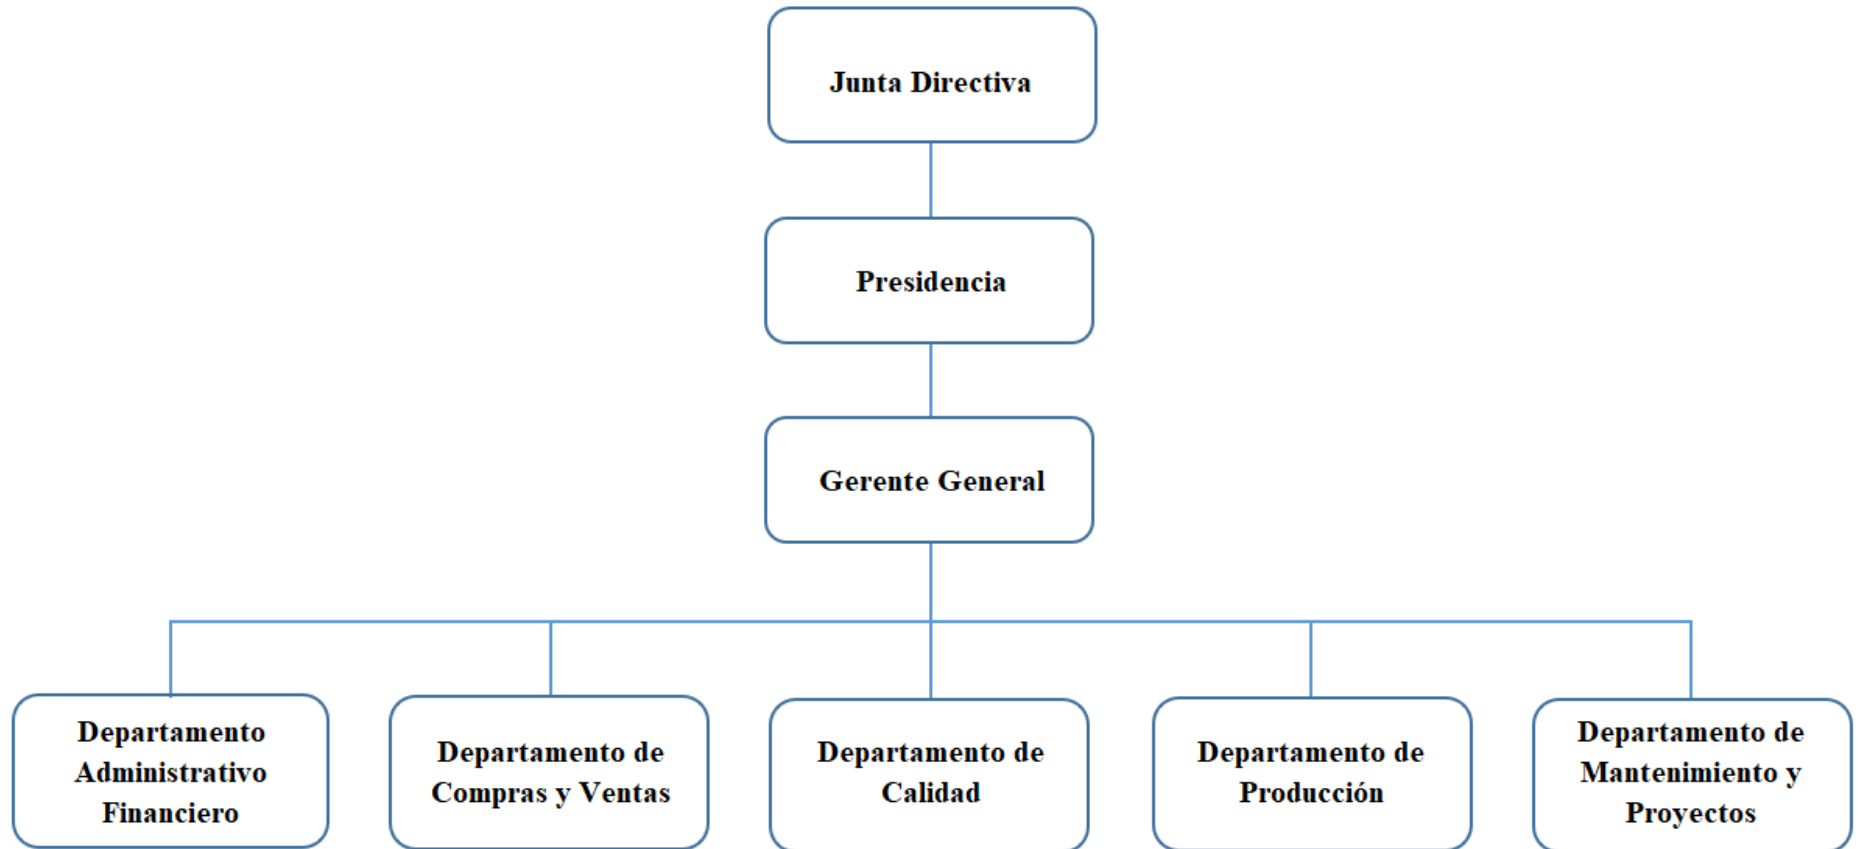 Junta Directiva
Presidencia
Gerente General
Departamento
Administrativo
Financiero
Departamento de
Compras y Ventas
Departamento de
Calidad
Departamento de
Producción
Departamento de
Mantenimiento y
Proyectos